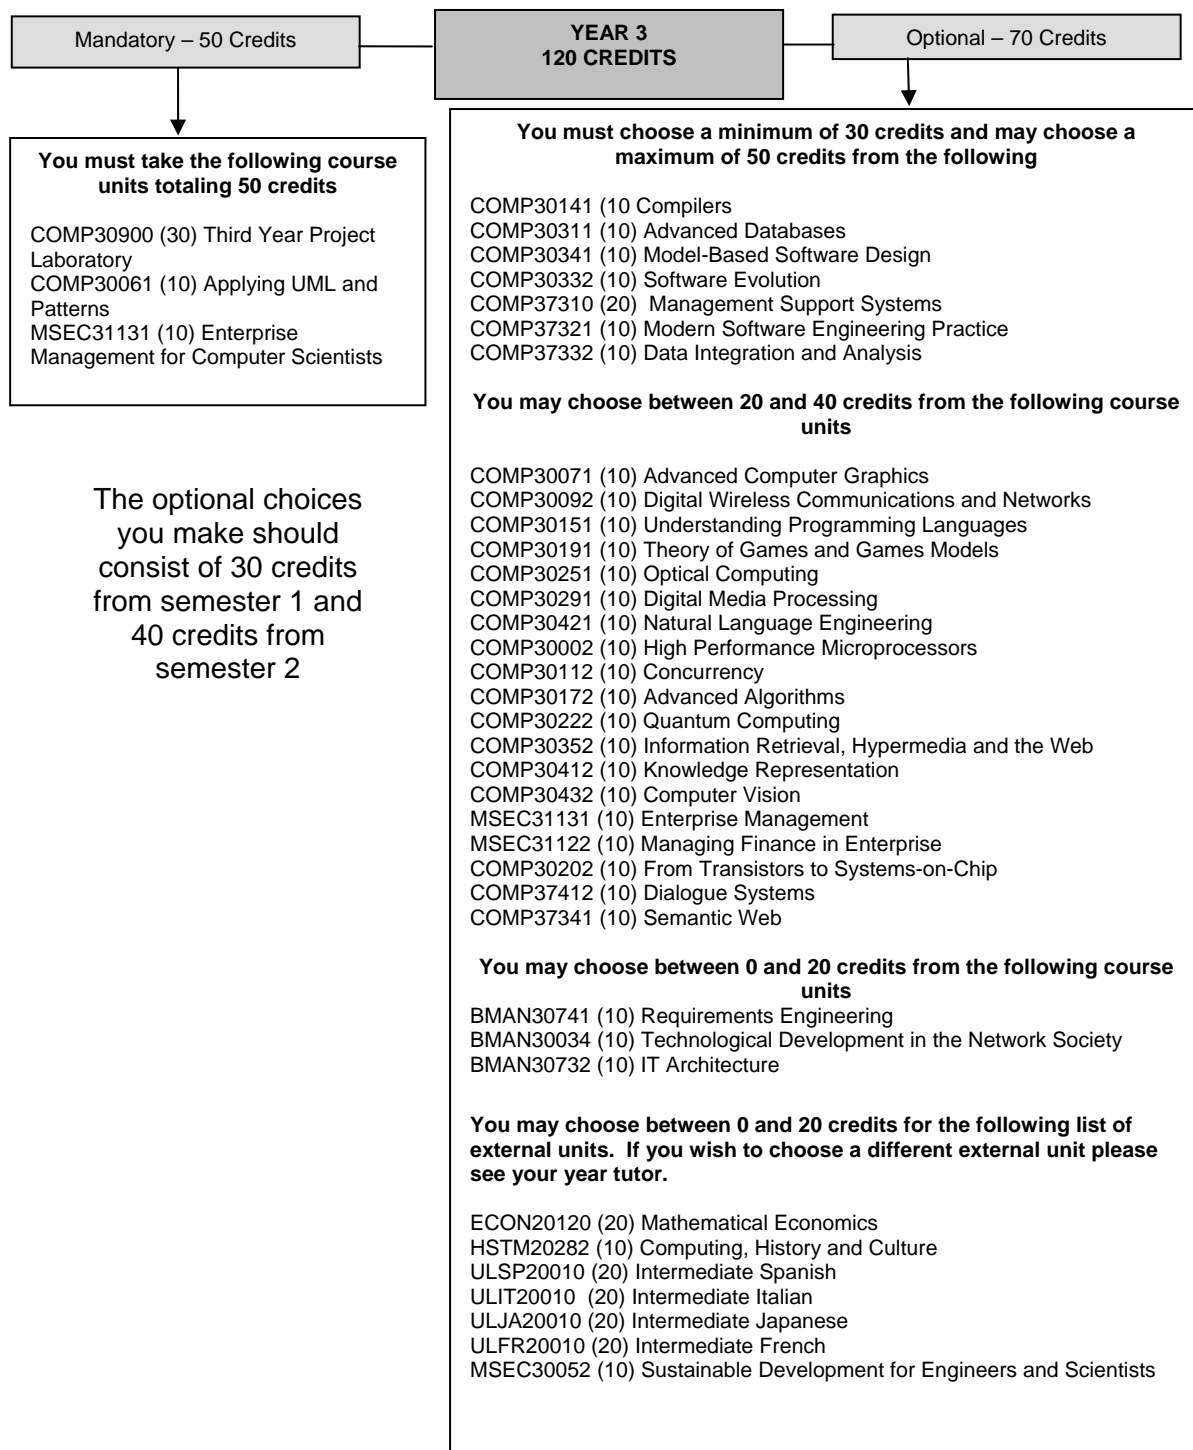 Mandatory – 50 Credits
YEAR 3
120 CREDITS
Optional – 70 Credits
You must take the following course
units totaling 50 credits
COMP30900 (30) Third Year Project
Laboratory
COMP30061 (10) Applying UML and
Patterns
MSEC31131 (10) Enterprise
Management for Computer Scientists
The optional choices
you make should
consist of 30 credits
from semester 1 and
40 credits from
semester 2
You must choose a minimum of 30 credits and may choose a
maximum of 50 credits from the following
COMP30141 (10 Compilers
COMP30311 (10) Advanced Databases
COMP30341 (10) Model-Based Software Design
COMP30332 (10) Software Evolution
COMP37310 (20)  Management Support Systems
COMP37321 (10) Modern Software Engineering Practice
COMP37332 (10) Data Integration and Analysis
You may choose between 20 and 40 credits from the following course
units
COMP30071 (10) Advanced Computer Graphics
COMP30092 (10) Digital Wireless Communications and Networks
COMP30151 (10) Understanding Programming Languages
COMP30191 (10) Theory of Games and Games Models
COMP30251 (10) Optical Computing
COMP30291 (10) Digital Media Processing
COMP30421 (10) Natural Language Engineering
COMP30002 (10) High Performance Microprocessors
COMP30112 (10) Concurrency
COMP30172 (10) Advanced Algorithms
COMP30222 (10) Quantum Computing
COMP30352 (10) Information Retrieval, Hypermedia and the Web
COMP30412 (10) Knowledge Representation
COMP30432 (10) Computer Vision
MSEC31131 (10) Enterprise Management
MSEC31122 (10) Managing Finance in Enterprise
COMP30202 (10) From Transistors to Systems-on-Chip
COMP37412 (10) Dialogue Systems
COMP37341 (10) Semantic Web
You may choose between 0 and 20 credits from the following course
units
BMAN30741 (10) Requirements Engineering
BMAN30034 (10) Technological Development in the Network Society
BMAN30732 (10) IT Architecture
You may choose between 0 and 20 credits for the following list of
external units.  If you wish to choose a different external unit please
see your year tutor.
ECON20120 (20) Mathematical Economics
HSTM20282 (10) Computing, History and Culture
ULSP20010 (20) Intermediate Spanish
ULIT20010  (20) Intermediate Italian
ULJA20010 (20) Intermediate Japanese
ULFR20010 (20) Intermediate French
MSEC30052 (10) Sustainable Development for Engineers and Scientists